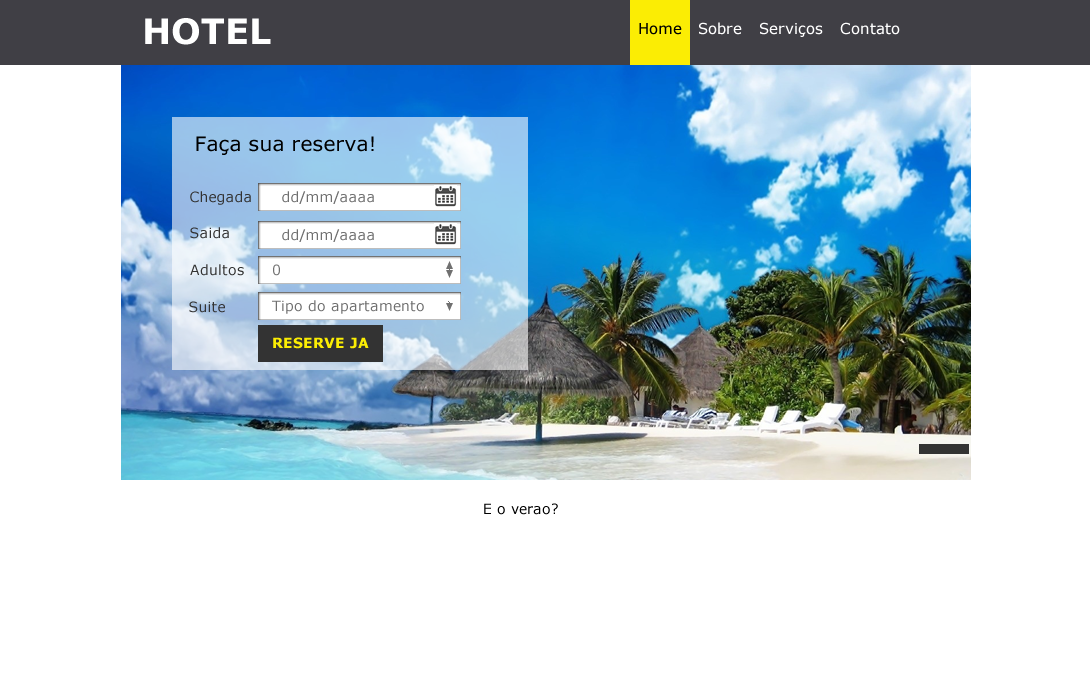 HOTEL
Home Sobre Serviços Contato
Faça sua reserva!
Chegada dd/mm/aaaa
Saida dd/mm/aaaa
Adultos 0
Suite Tipo do apartamento
RESERVE JA
E o verao?